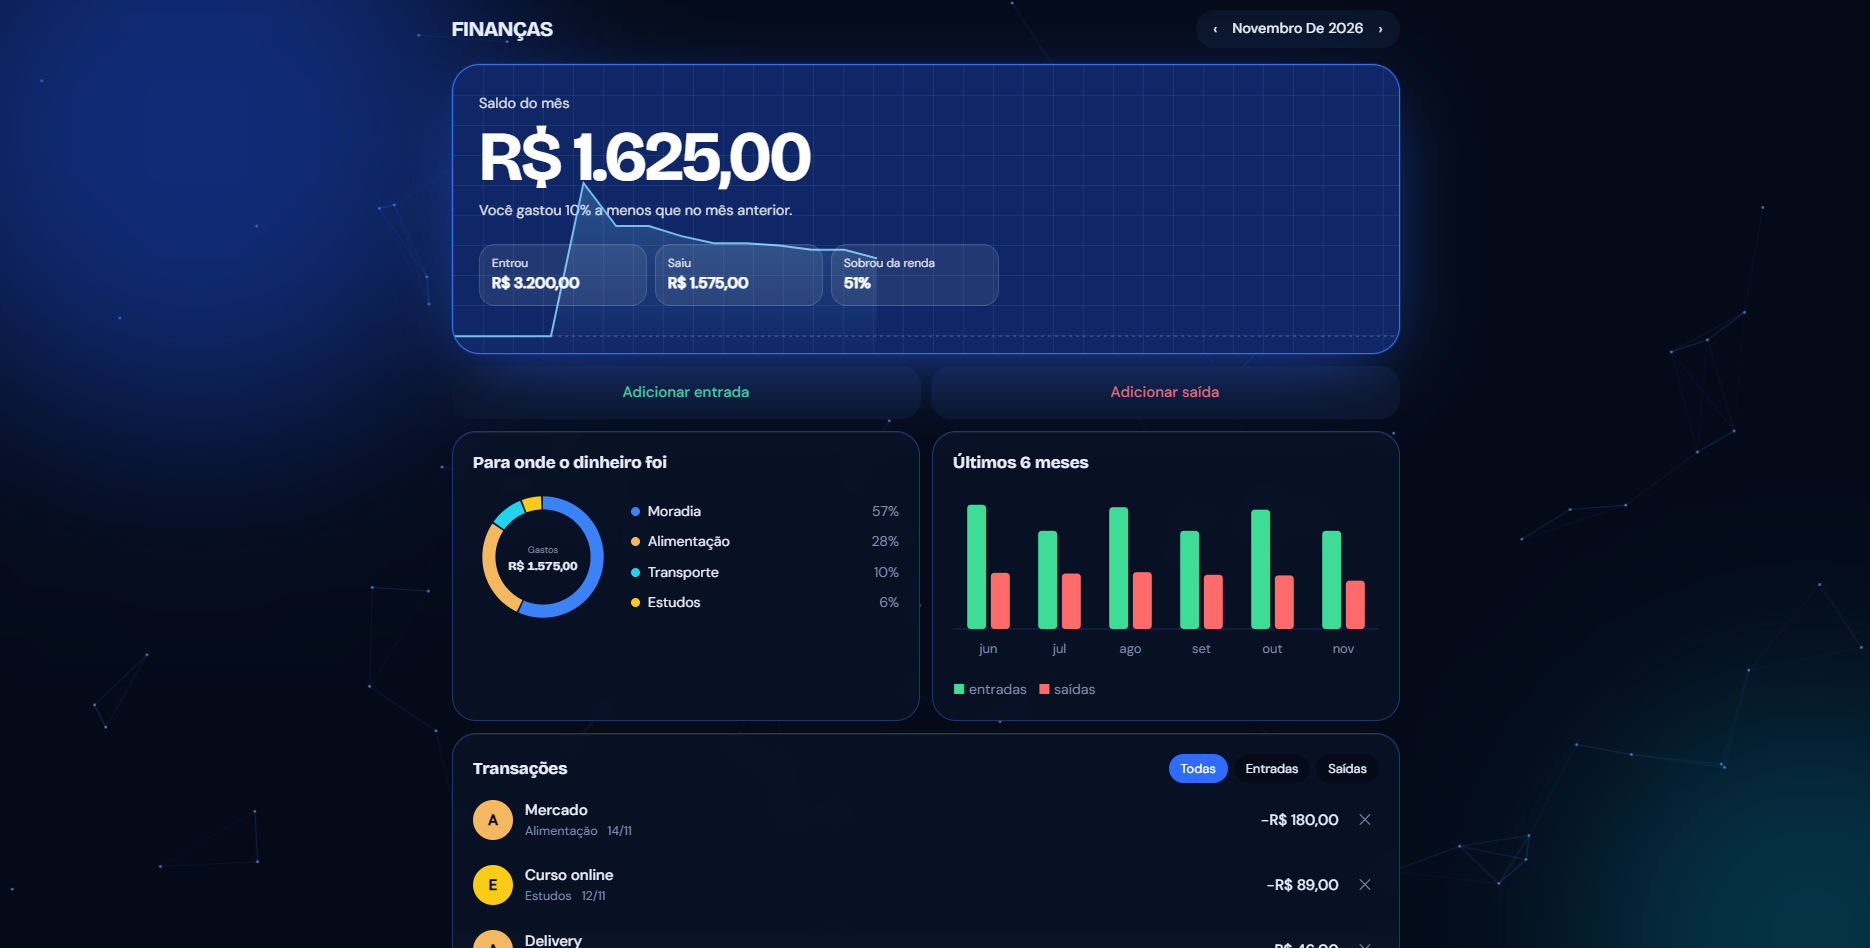 FINANÇAS
‹ Novembro De 2026 ›
Saldo do mês
R$ 1.625,00
Você gastou 10% a menos que no mês anterior.
Entrou
R$ 3.200,00
Saiu
R$ 1.575,00
Sobrou da renda
51%
Adicionar entrada
Adicionar saída
Para onde o dinheiro foi
Gastos
R$ 1.575,00
Moradia 57%
Alimentação 28%
Transporte 10%
Estudos 6%
Últimos 6 meses
jun jul ago set out nov
entradas saídas
Transações
Todas Entradas Saídas
A
Mercado
Alimentação 14/11
−R$ 180,00
E
Curso online
Estudos 12/11
−R$ 89,00
Delivery